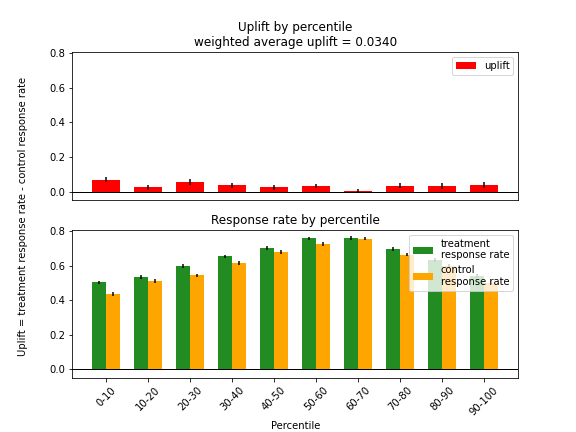 Uplift by percentile
weighted average uplift = 0.0340
0.8
0.6
0.4
0.2
0.0
uplift
Uplift = treatment response rate - control response rate
Response rate by percentile
0.8
0.6
0.4
0.2
0.0
treatment
response rate
control
response rate
0-10
10-20
20-30
30-40
40-50
50-60
60-70
70-80
80-90
90-100
Percentile